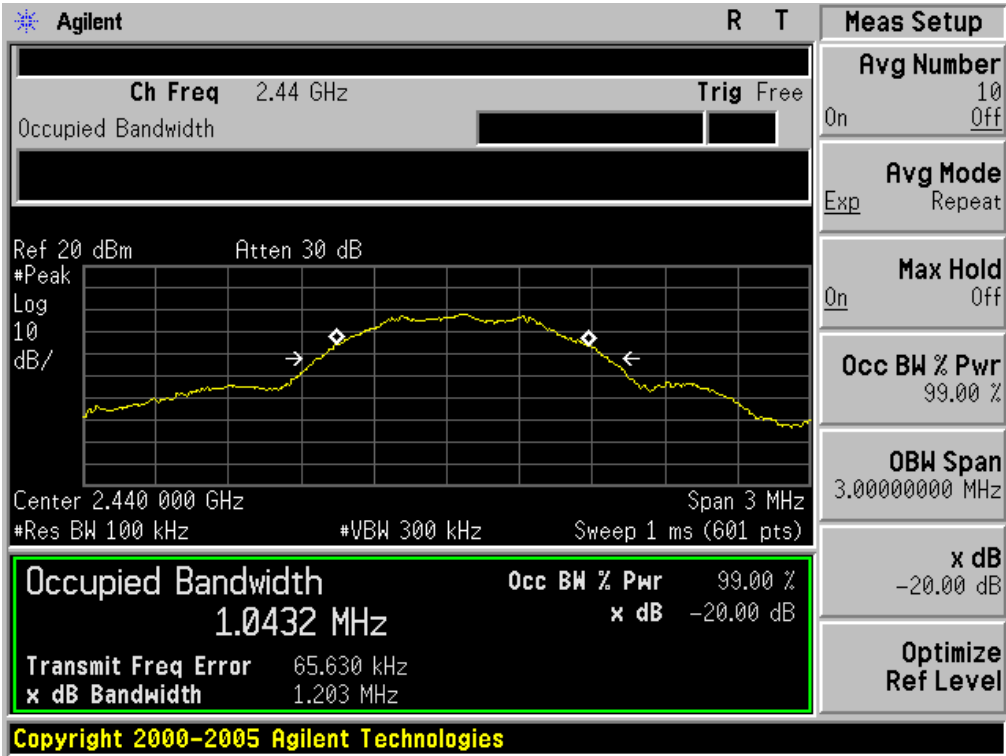 Agilent R T
Ch Freq 2.44 GHz Trig Free
Occupied Bandwidth
Ref 20 dBm Atten 30 dB
#Peak
Log
10
dB/
Center 2.440 000 GHz Span 3 MHz
#Res BW 100 kHz #VBW 300 kHz Sweep 1 ms (601 pts)
Occupied Bandwidth Occ BW % Pwr 99.00 %
1.0432 MHz x dB -20.00 dB
Transmit Freq Error 65.630 kHz
x dB Bandwidth 1.203 MHz
Copyright 2000-2005 Agilent Technologies
Meas Setup
Avg Number
10
On Off
Avg Mode
Exp Repeat
Max Hold
On Off
Occ BW % Pwr
99.00 %
OBW Span
3.00000000 MHz
x dB
-20.00 dB
Optimize
Ref Level